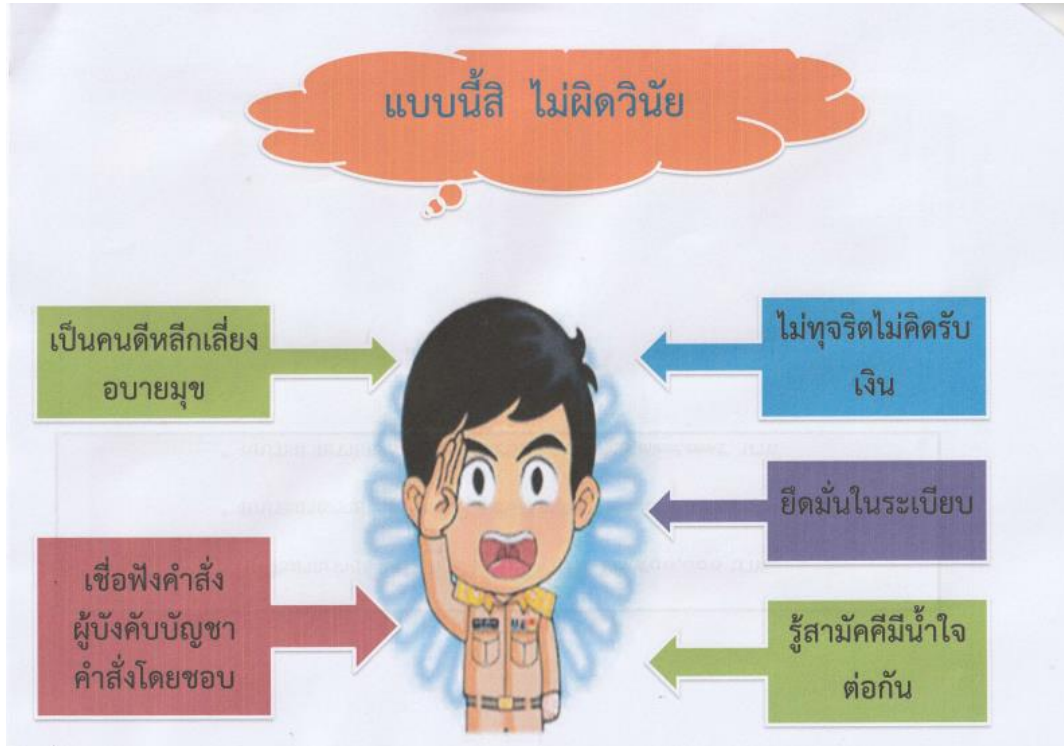 แบบนี้สิ ไม่ผิดวินัย
เป็นคนดีหลีกเลี่ยง
อบายมุข
เชื่อฟังคำสั่ง
ผู้บังคับบัญชา
คำสั่งโดยชอบ
ไม่ทุจริตไม่คิดรับ
เงิน
ยึดมั่นในระเบียบ
รู้สามัคคีมีน้ำใจ
ต่อกัน